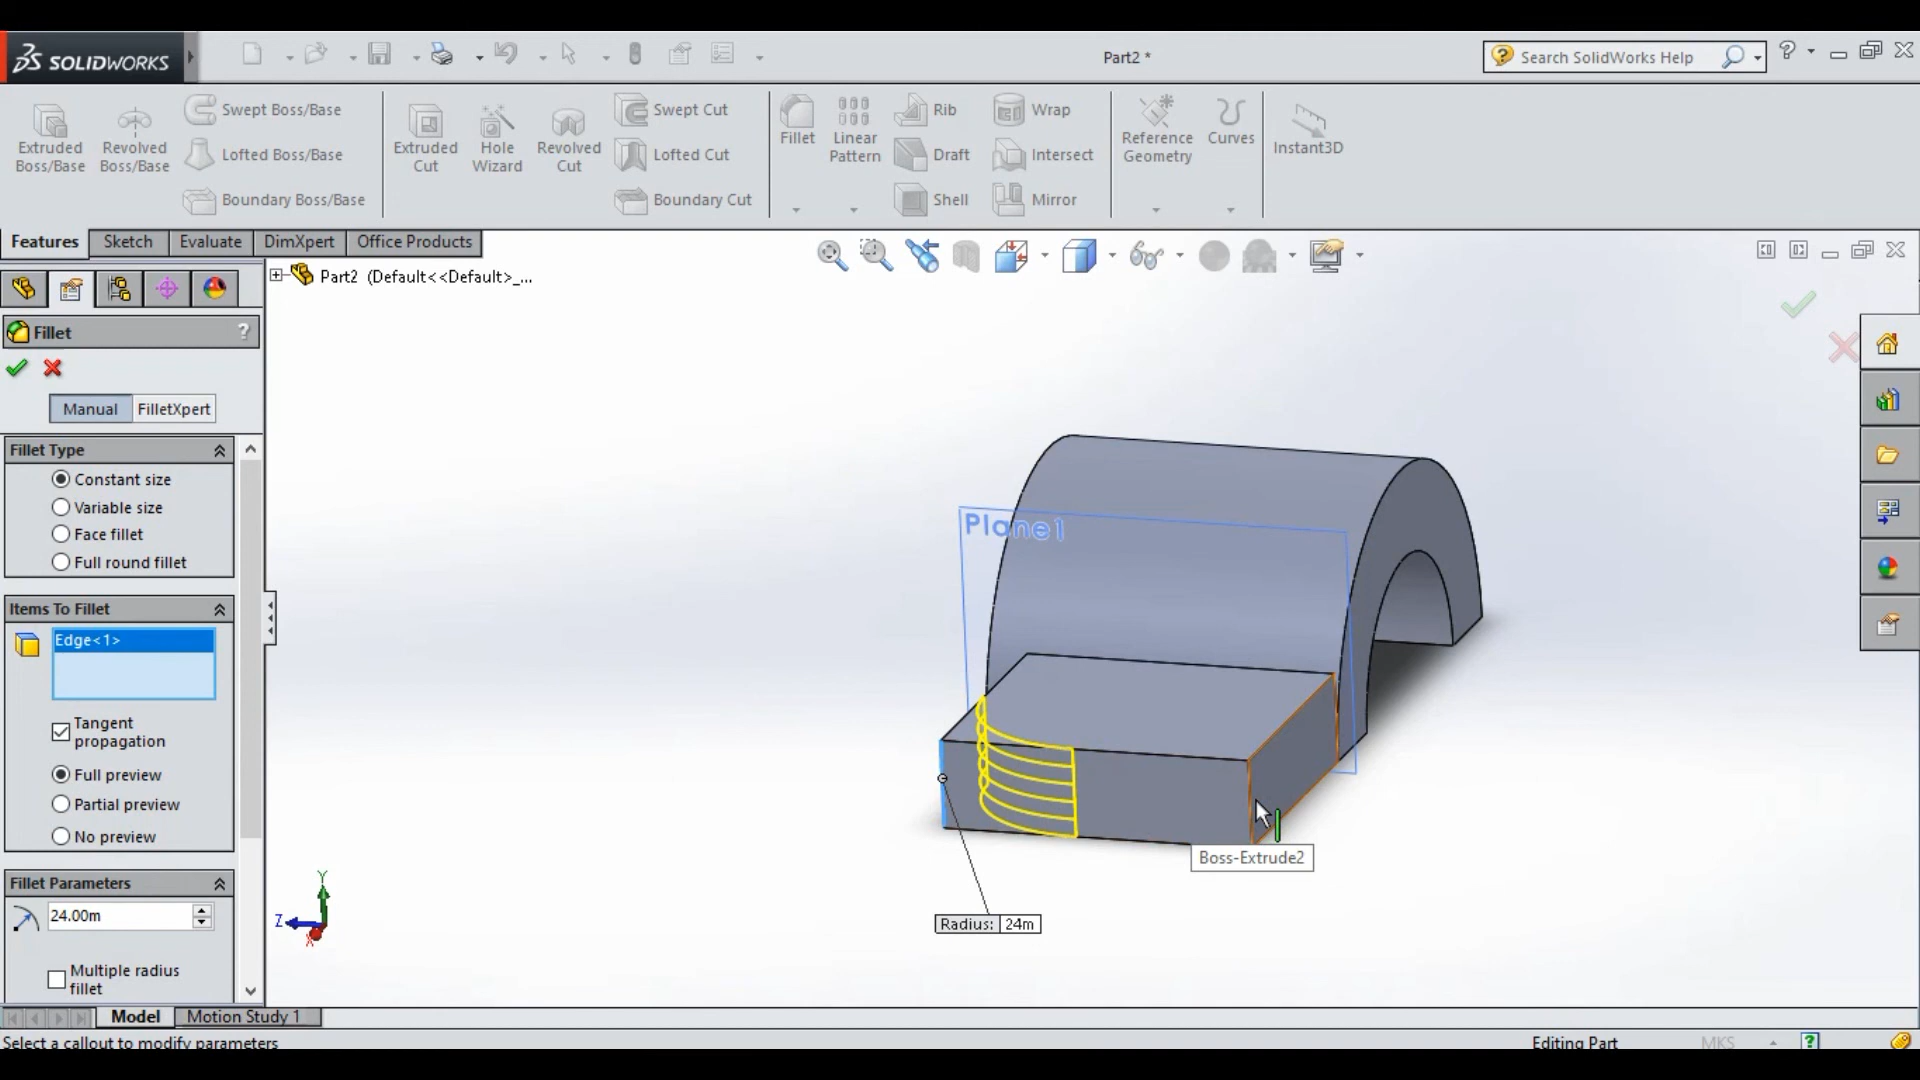 SOLIDWORKS
Part2 *
Search SolidWorks Help
Extruded Boss/Base
Revolved Boss/Base
Swept Boss/Base
Lofted Boss/Base
Boundary Boss/Base
Extruded Cut
Hole Wizard
Revolved Cut
Swept Cut
Lofted Cut
Boundary Cut
Fillet
Linear Pattern
Rib
Draft
Shell
Wrap
Intersect
Mirror
Reference Geometry
Curves
Instant3D
Features
Sketch
Evaluate
DimXpert
Office Products
Part2 (Default<<Default>_...
Fillet
?
Manual
FilletXpert
Fillet Type
Constant size
Variable size
Face fillet
Full round fillet
Items To Fillet
Edge<1>
Tangent
propagation
Full preview
Partial preview
No preview
Fillet Parameters
24.00m
Multiple radius
fillet
Plane1
Boss-Extrude2
Radius: 24m
Y
Z
X
Model
Motion Study 1
Select a callout to modify parameters
Editing Part
MKS
?